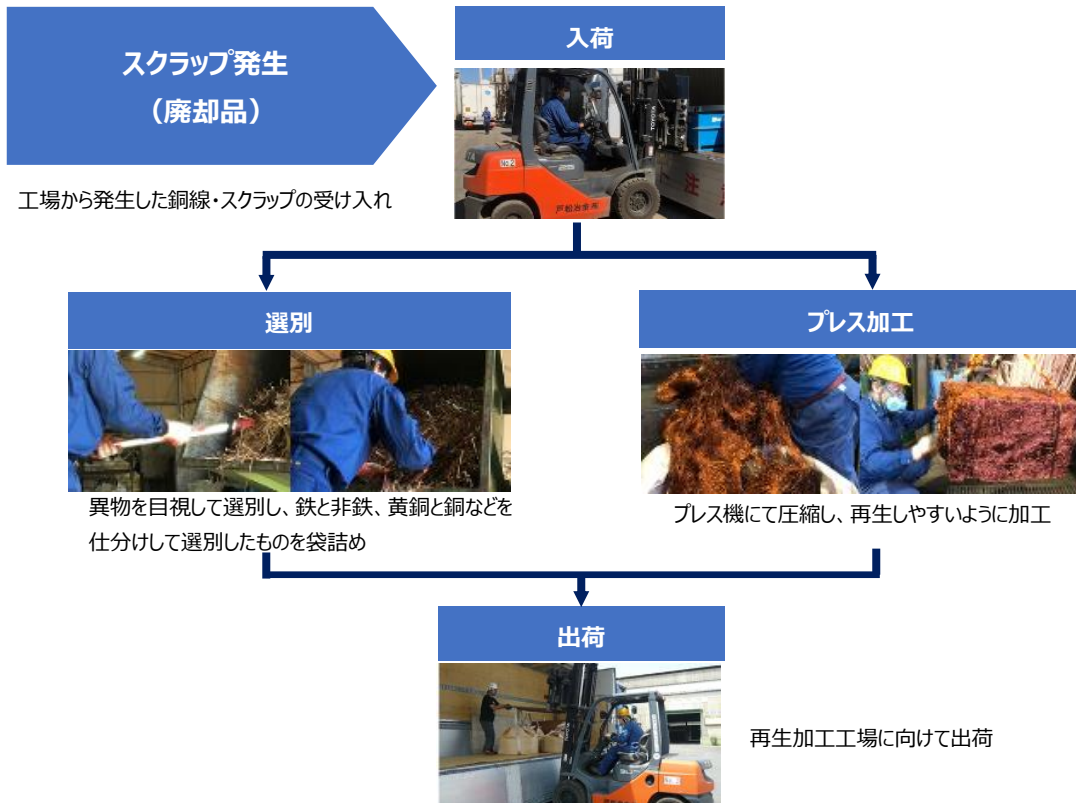 スクラップ発生
（廃却品）
入荷
No.2
TOYOTA
注
工場から発生した銅線・スクラップの受け入れ
選別
プレス加工
異物を目視して選別し、鉄と非鉄、黄銅と銅などを
仕分けして選別したものを袋詰め
プレス機にて圧縮し、再生しやすいように加工
出荷
再生加工工場に向けて出荷